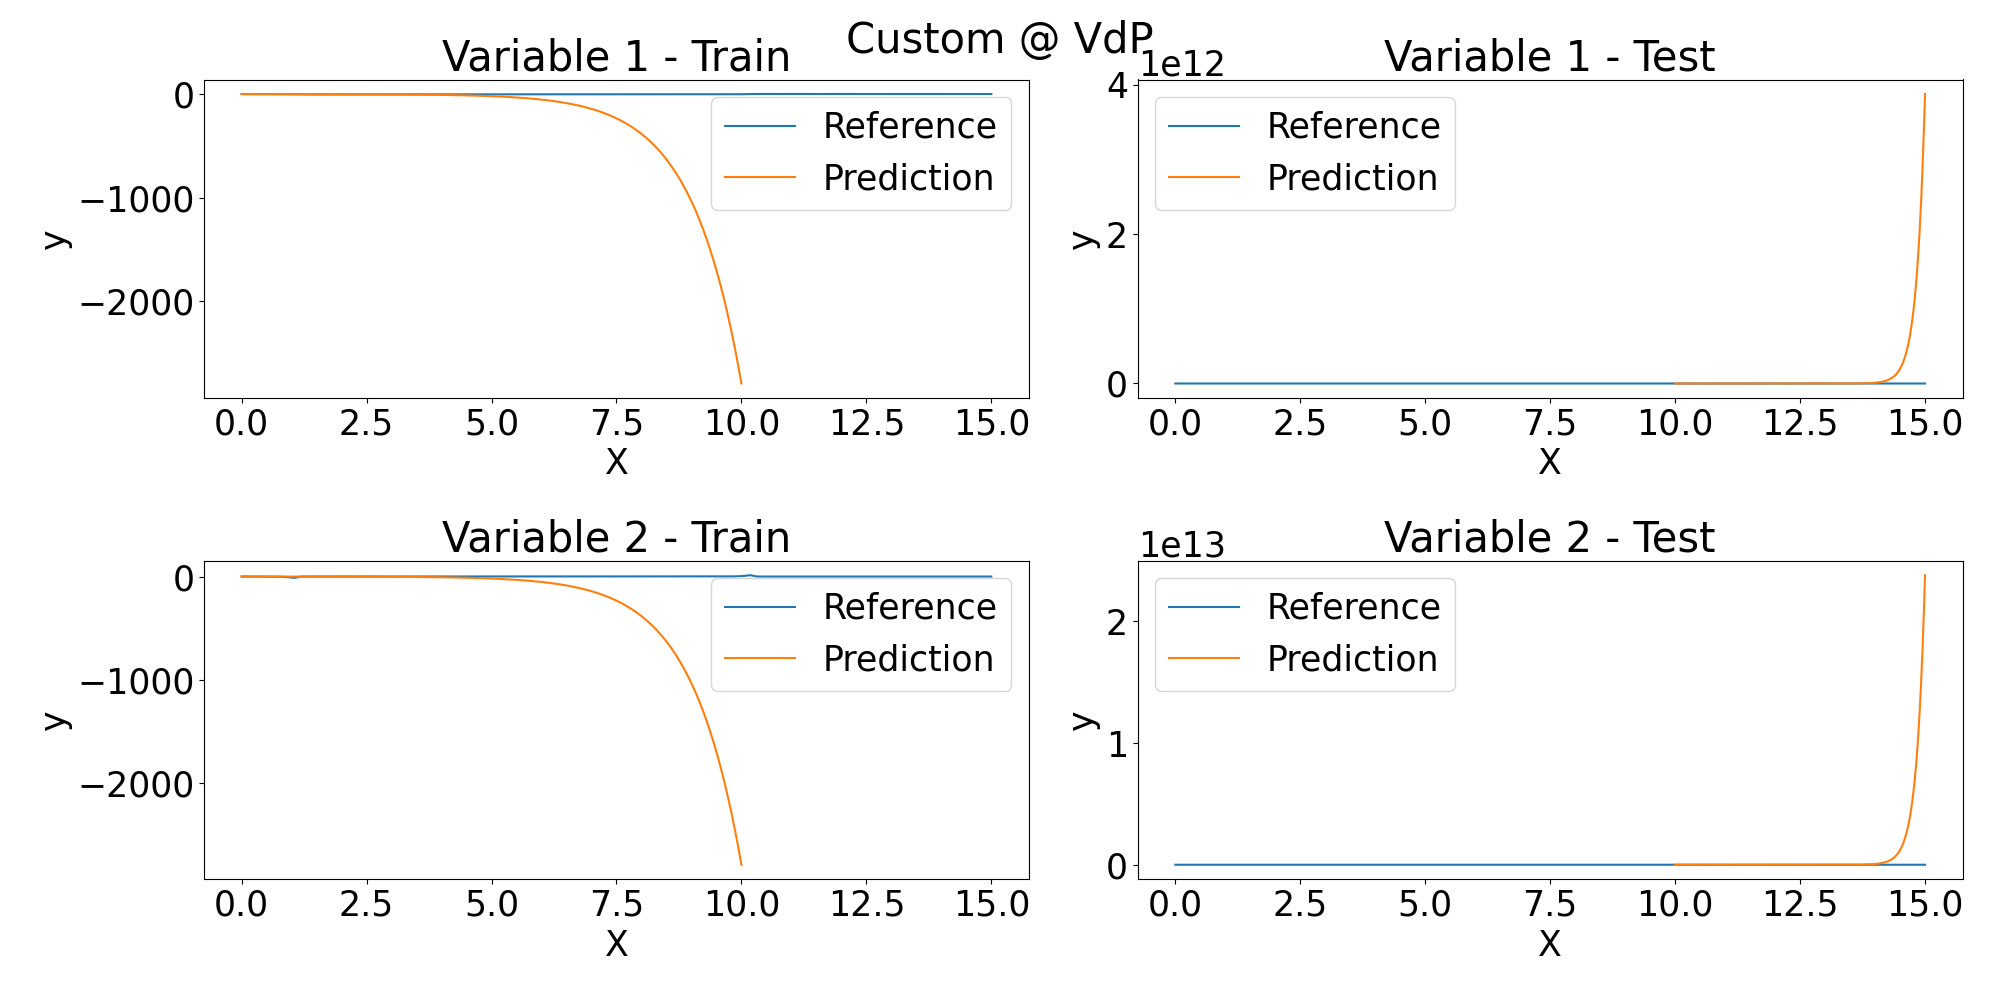 Custom @ VdP
Variable 1 - Train
0
−1000
−2000
y
0.0 2.5 5.0 7.5 10.0 12.5 15.0
X
Reference
Prediction
Variable 1 - Test
1e12
4
2
0
y
0.0 2.5 5.0 7.5 10.0 12.5 15.0
X
Reference
Prediction
Variable 2 - Train
0
−1000
−2000
y
0.0 2.5 5.0 7.5 10.0 12.5 15.0
X
Reference
Prediction
Variable 2 - Test
1e13
2
1
0
y
0.0 2.5 5.0 7.5 10.0 12.5 15.0
X
Reference
Prediction